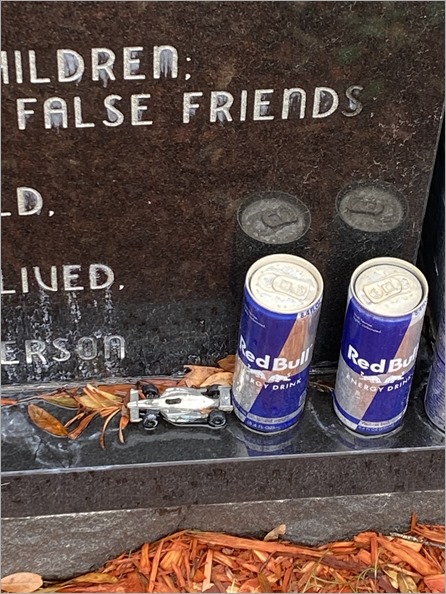 HILDREN;
FALSE FRIENDS
LD,
LIVED.
ERSON
Red Bull
ENERGY DRINK
Red Bull
ENERGY DRINK